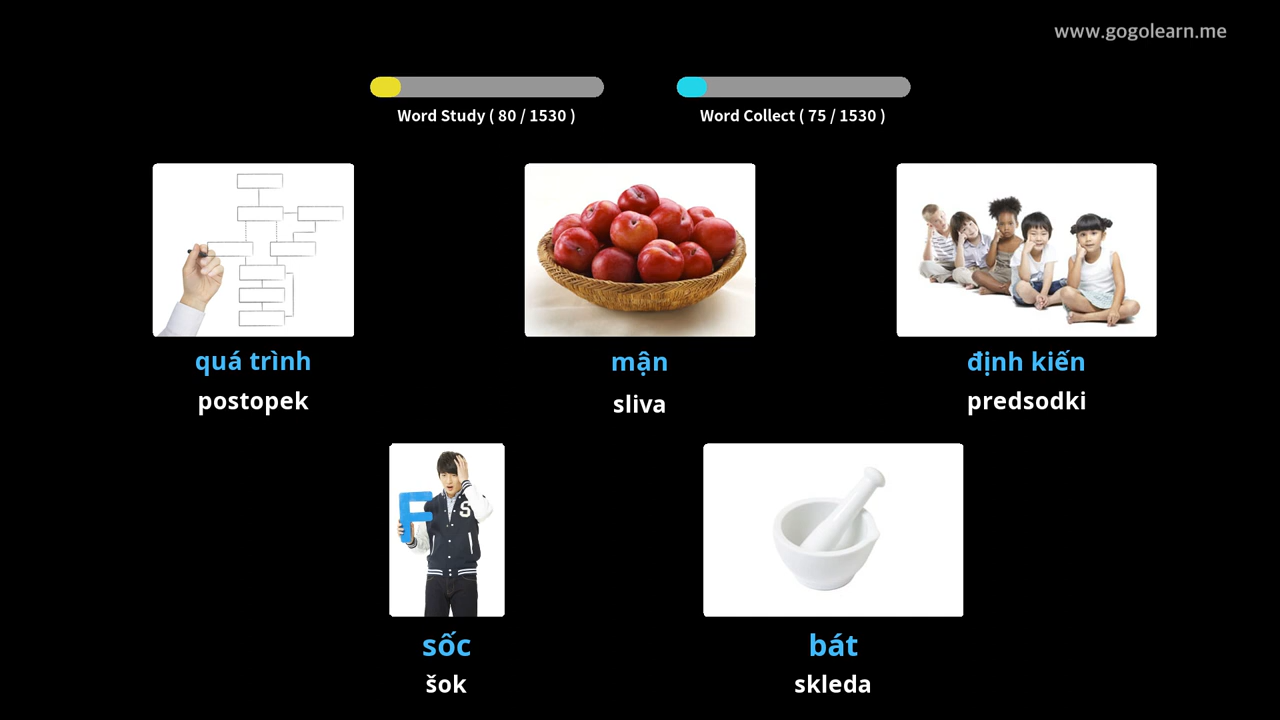 www.gogolearn.me
Word Study ( 80 / 1530 )
Word Collect ( 75 / 1530 )
quá trình
postopek
mận
sliva
định kiến
predsodki
F
S
sốc
šok
bát
skleda